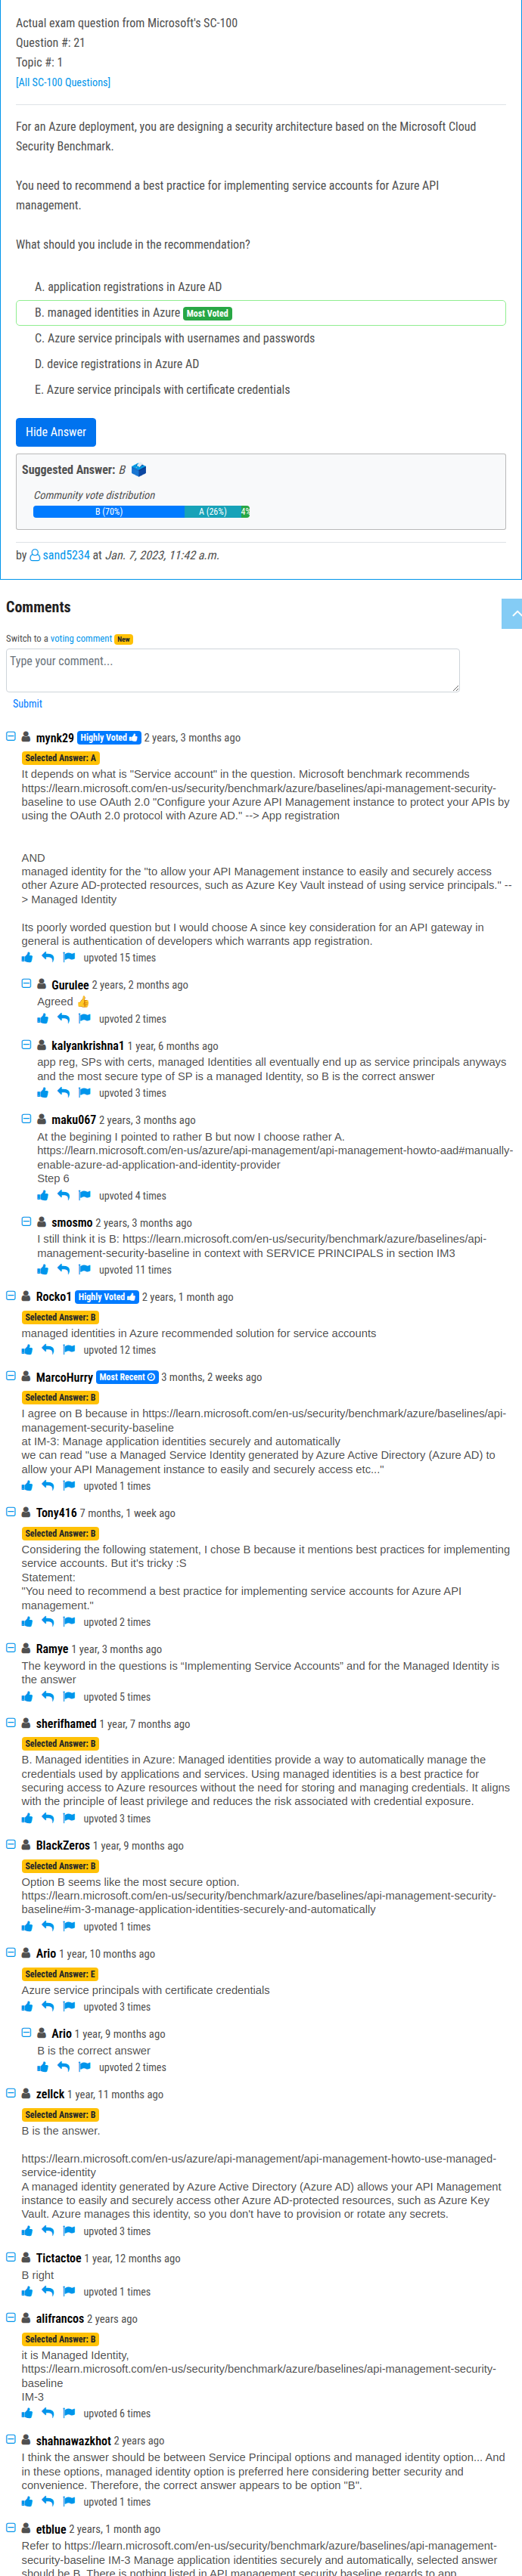 Actual exam question from Microsoft's SC-100
Question #: 21
Topic #: 1
[All SC-100 Questions]
For an Azure deployment, you are designing a security architecture based on the Microsoft Cloud
Security Benchmark.
You need to recommend a best practice for implementing service accounts for Azure API
management.
What should you include in the recommendation?
A. application registrations in Azure AD
B. managed identities in Azure Most Voted
C. Azure service principals with usernames and passwords
D. device registrations in Azure AD
E. Azure service principals with certificate credentials
Hide Answer
Suggested Answer: B
Community vote distribution
B (70%) A (26%) 4%
by sand5234 at Jan. 7, 2023, 11:42 a.m.
Comments
Switch to a voting comment New
Type your comment...
Submit
mynk29 Highly Voted 2 years, 3 months ago
Selected Answer: A
It depends on what is "Service account" in the question. Microsoft benchmark recommends
https://learn.microsoft.com/en-us/security/benchmark/azure/baselines/api-management-security-
baseline to use OAuth 2.0 "Configure your Azure API Management instance to protect your APIs by
using the OAuth 2.0 protocol with Azure AD." --> App registration
AND
managed identity for the "to allow your API Management instance to easily and securely access
other Azure AD-protected resources, such as Azure Key Vault instead of using service principals." --
> Managed Identity
Its poorly worded question but I would choose A since key consideration for an API gateway in
general is authentication of developers which warrants app registration.
upvoted 15 times
Gurulee 2 years, 2 months ago
Agreed 👍
upvoted 2 times
kalyankrishna1 1 year, 6 months ago
app reg, SPs with certs, managed Identities all eventually end up as service principals anyways
and the most secure type of SP is a managed Identity, so B is the correct answer
upvoted 3 times
maku067 2 years, 3 months ago
At the begining I pointed to rather B but now I choose rather A.
https://learn.microsoft.com/en-us/azure/api-management/api-management-howto-aad#manually-
enable-azure-ad-application-and-identity-provider
Step 6
upvoted 4 times
smosmo 2 years, 3 months ago
I still think it is B: https://learn.microsoft.com/en-us/security/benchmark/azure/baselines/api-
management-security-baseline in context with SERVICE PRINCIPALS in section IM3
upvoted 11 times
Rocko1 Highly Voted 2 years, 1 month ago
Selected Answer: B
managed identities in Azure recommended solution for service accounts
upvoted 12 times
MarcoHurry Most Recent 3 months, 2 weeks ago
Selected Answer: B
I agree on B because in https://learn.microsoft.com/en-us/security/benchmark/azure/baselines/api-
management-security-baseline
at IM-3: Manage application identities securely and automatically
we can read "use a Managed Service Identity generated by Azure Active Directory (Azure AD) to
allow your API Management instance to easily and securely access etc..."
upvoted 1 times
Tony416 7 months, 1 week ago
Selected Answer: B
Considering the following statement, I chose B because it mentions best practices for implementing
service accounts. But it's tricky :S
Statement:
"You need to recommend a best practice for implementing service accounts for Azure API
management."
upvoted 2 times
Ramye 1 year, 3 months ago
The keyword in the questions is “Implementing Service Accounts” and for the Managed Identity is
the answer
upvoted 5 times
sherifhamed 1 year, 7 months ago
Selected Answer: B
B. Managed identities in Azure: Managed identities provide a way to automatically manage the
credentials used by applications and services. Using managed identities is a best practice for
securing access to Azure resources without the need for storing and managing credentials. It aligns
with the principle of least privilege and reduces the risk associated with credential exposure.
upvoted 3 times
BlackZeros 1 year, 9 months ago
Selected Answer: B
Option B seems like the most secure option.
https://learn.microsoft.com/en-us/security/benchmark/azure/baselines/api-management-security-
baseline#im-3-manage-application-identities-securely-and-automatically
upvoted 1 times
Ario 1 year, 10 months ago
Selected Answer: E
Azure service principals with certificate credentials
upvoted 3 times
Ario 1 year, 9 months ago
B is the correct answer
upvoted 2 times
zellck 1 year, 11 months ago
Selected Answer: B
B is the answer.
https://learn.microsoft.com/en-us/azure/api-management/api-management-howto-use-managed-
service-identity
A managed identity generated by Azure Active Directory (Azure AD) allows your API Management
instance to easily and securely access other Azure AD-protected resources, such as Azure Key
Vault. Azure manages this identity, so you don't have to provision or rotate any secrets.
upvoted 3 times
Tictactoe 1 year, 12 months ago
B right
upvoted 1 times
alifrancos 2 years ago
Selected Answer: B
it is Managed Identity,
https://learn.microsoft.com/en-us/security/benchmark/azure/baselines/api-management-security-
baseline
IM-3
upvoted 6 times
shahnawazkhot 2 years ago
I think the answer should be between Service Principal options and managed identity option... And
in these options, managed identity option is preferred here considering better security and
convenience. Therefore, the correct answer appears to be option "B".
upvoted 1 times
etblue 2 years, 1 month ago
Refer to https://learn.microsoft.com/en-us/security/benchmark/azure/baselines/api-management-
security-baseline IM-3 Manage application identities securely and automatically, selected answer
should be B. There is nothing listed in API management security baseline regards to app